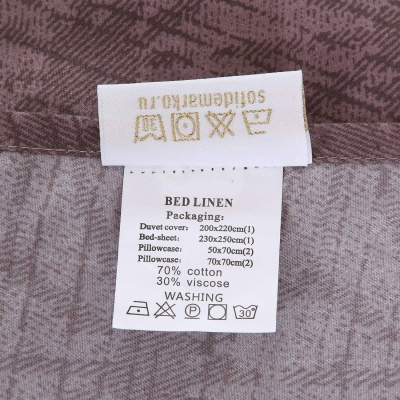 sofidemarko.ru
30
BED LINEN
Packaging:
Duvet cover: 200x220cm(1)
Bed-sheet: 230x250cm(1)
Pillowcase: 50x70cm(2)
Pillowcase: 70x70cm(2)
70% cotton
30% viscose
WASHING
P 30°